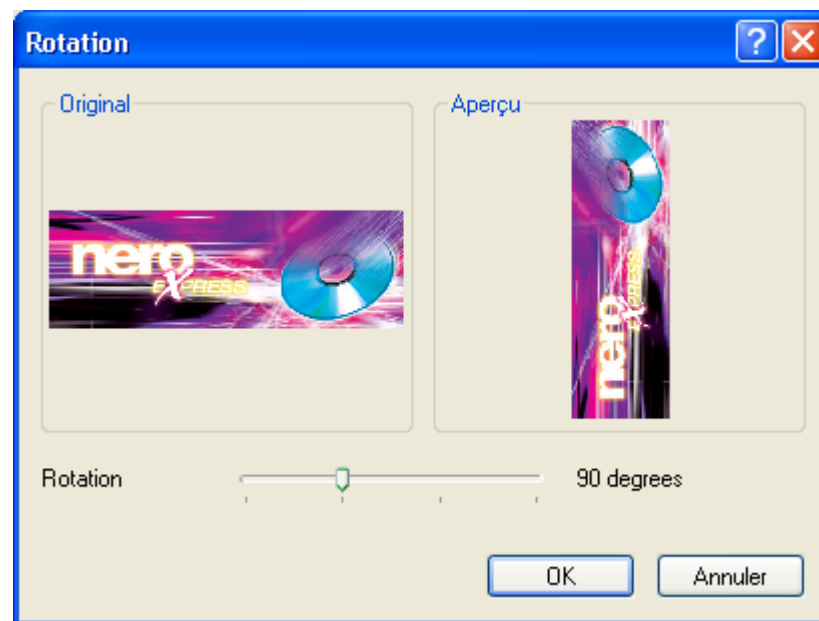 Rotation
Original
Aperçu
nero
EXPRESS
nero
EXPRESS
Rotation
90 degrees
OK
Annuler